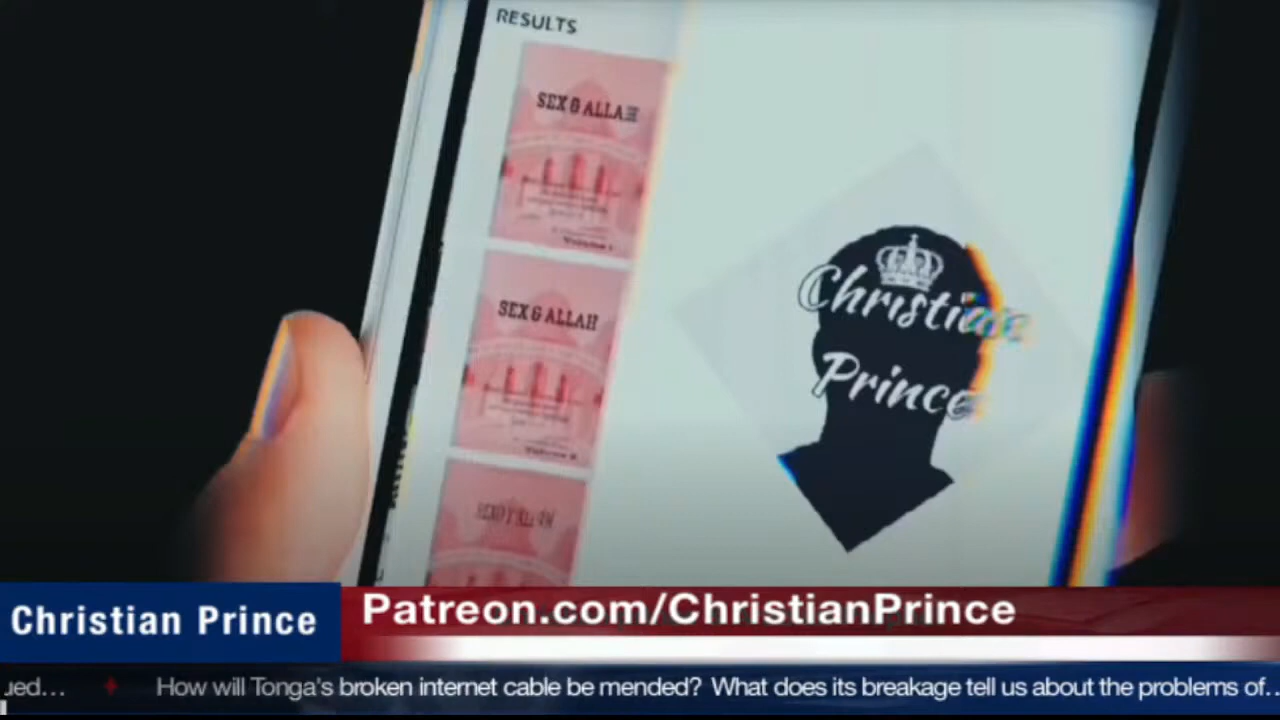 RESULTS
SEX & ALLAH
SEX & ALLAH
Christian
Prince
Christian Prince
Patreon.com/ChristianPrince
ued...
How will Tonga's broken internet cable be mended? What does its breakage tell us about the problems of...